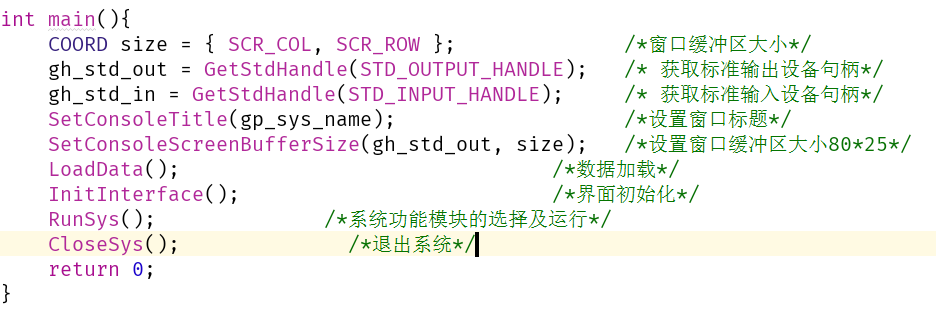 int main(){
    COORD size = { SCR_COL, SCR_ROW };              /*窗口缓冲区大小*/
    gh_std_out = GetStdHandle(STD_OUTPUT_HANDLE);   /* 获取标准输出设备句柄*/
    gh_std_in = GetStdHandle(STD_INPUT_HANDLE);     /* 获取标准输入设备句柄*/
    SetConsoleTitle(gp_sys_name);                   /*设置窗口标题*/
    SetConsoleScreenBufferSize(gh_std_out, size);   /*设置窗口缓冲区大小80*25*/
    LoadData();                               /*数据加载*/
    InitInterface();                          /*界面初始化*/
    RunSys();              /*系统功能模块的选择及运行*/
    CloseSys();              /*退出系统*/
    return 0;
}